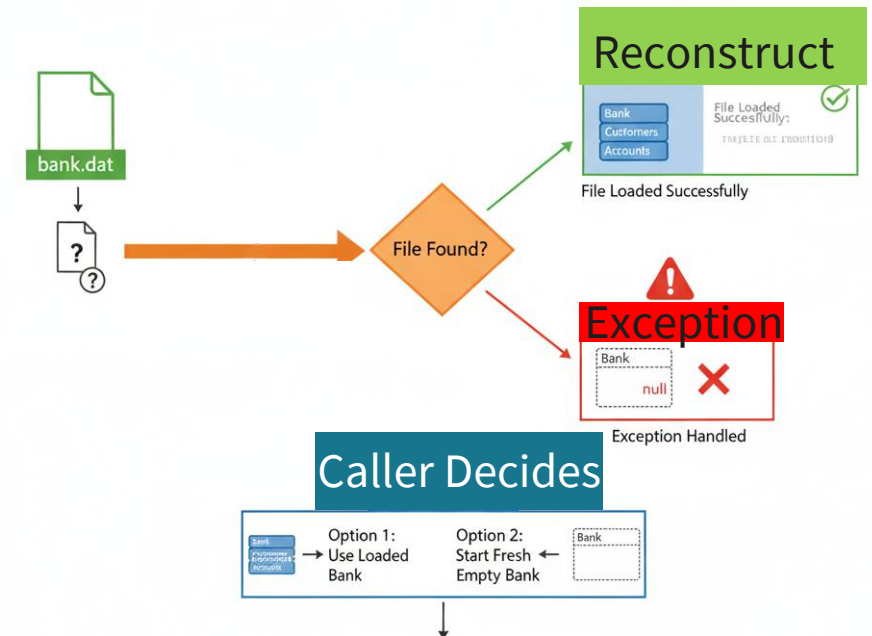 Reconstruct
Bank
Customers
Accounts
File Loaded
Succesfully:
File Loaded Successfully
bank.dat
?
?
File Found?
!
Exception
Bank
null
Exception Handled
Caller Decides
Option 1:
Use Loaded
Bank
Option 2:
Start Fresh
Empty Bank
Bank